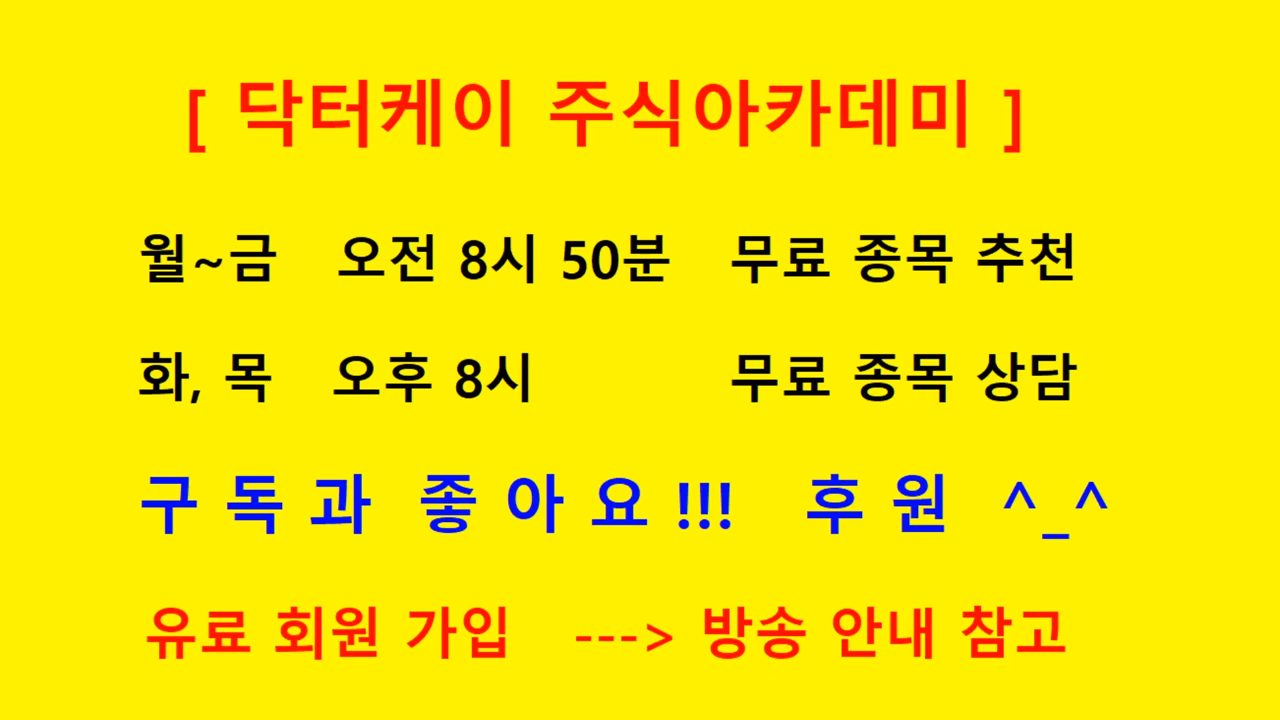 [ 닥터케이 주식아카데미 ]
월~금 오전 8시 50분 무료 종목 추천
화, 목 오후 8시 무료 종목 상담
구 독 과 좋 아 요 !!! 후 원 ^_^
유료 회원 가입 ---> 방송 안내 참고